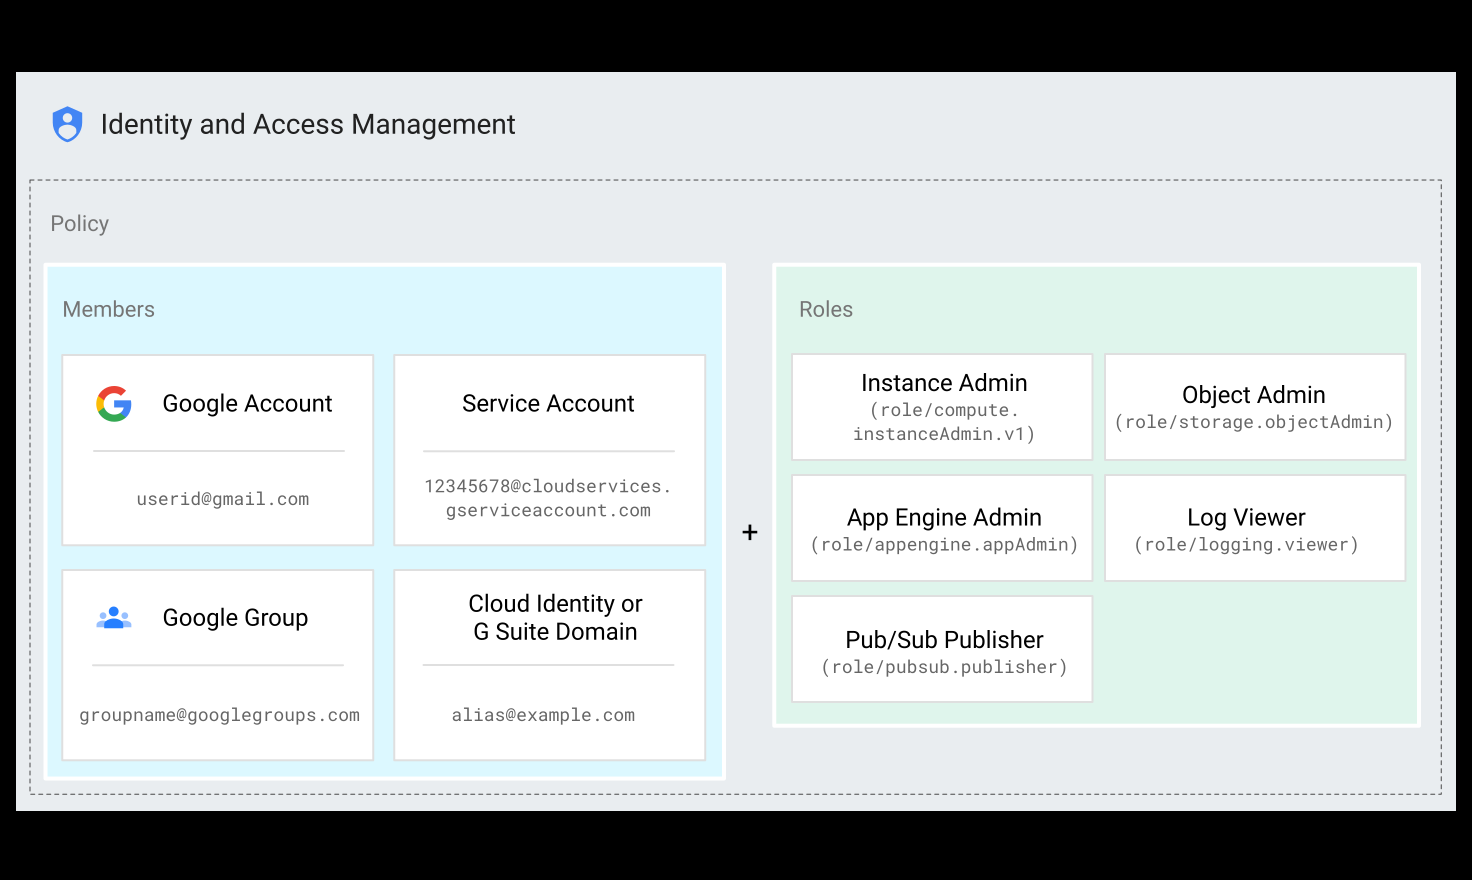 Identity and Access Management
Policy
Members
Google Account
userid@gmail.com
Service Account
12345678@cloudservices.
gserviceaccount.com
Google Group
groupname@googlegroups.com
Cloud Identity or
G Suite Domain
alias@example.com
+
Roles
Instance Admin
(role/compute.
instanceAdmin.v1)
Object Admin
(role/storage.objectAdmin)
App Engine Admin
(role/appengine.appAdmin)
Log Viewer
(role/logging.viewer)
Pub/Sub Publisher
(role/pubsub.publisher)